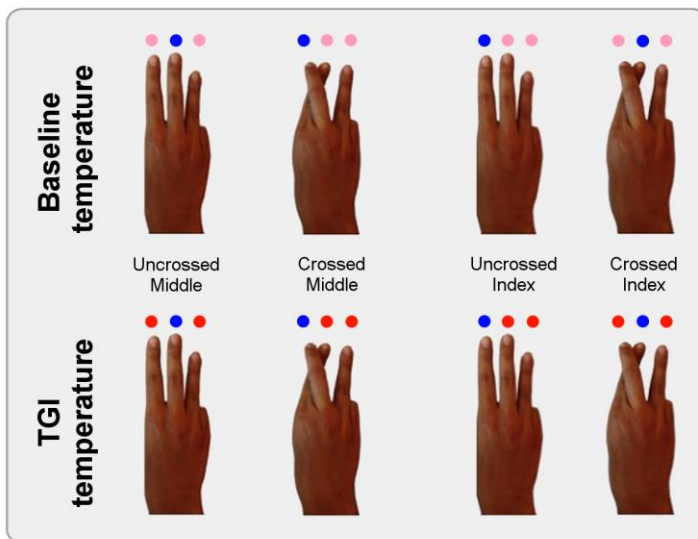 Baseline
temperature
Uncrossed
Middle
Crossed
Middle
Uncrossed
Index
Crossed
Index
TGI
temperature